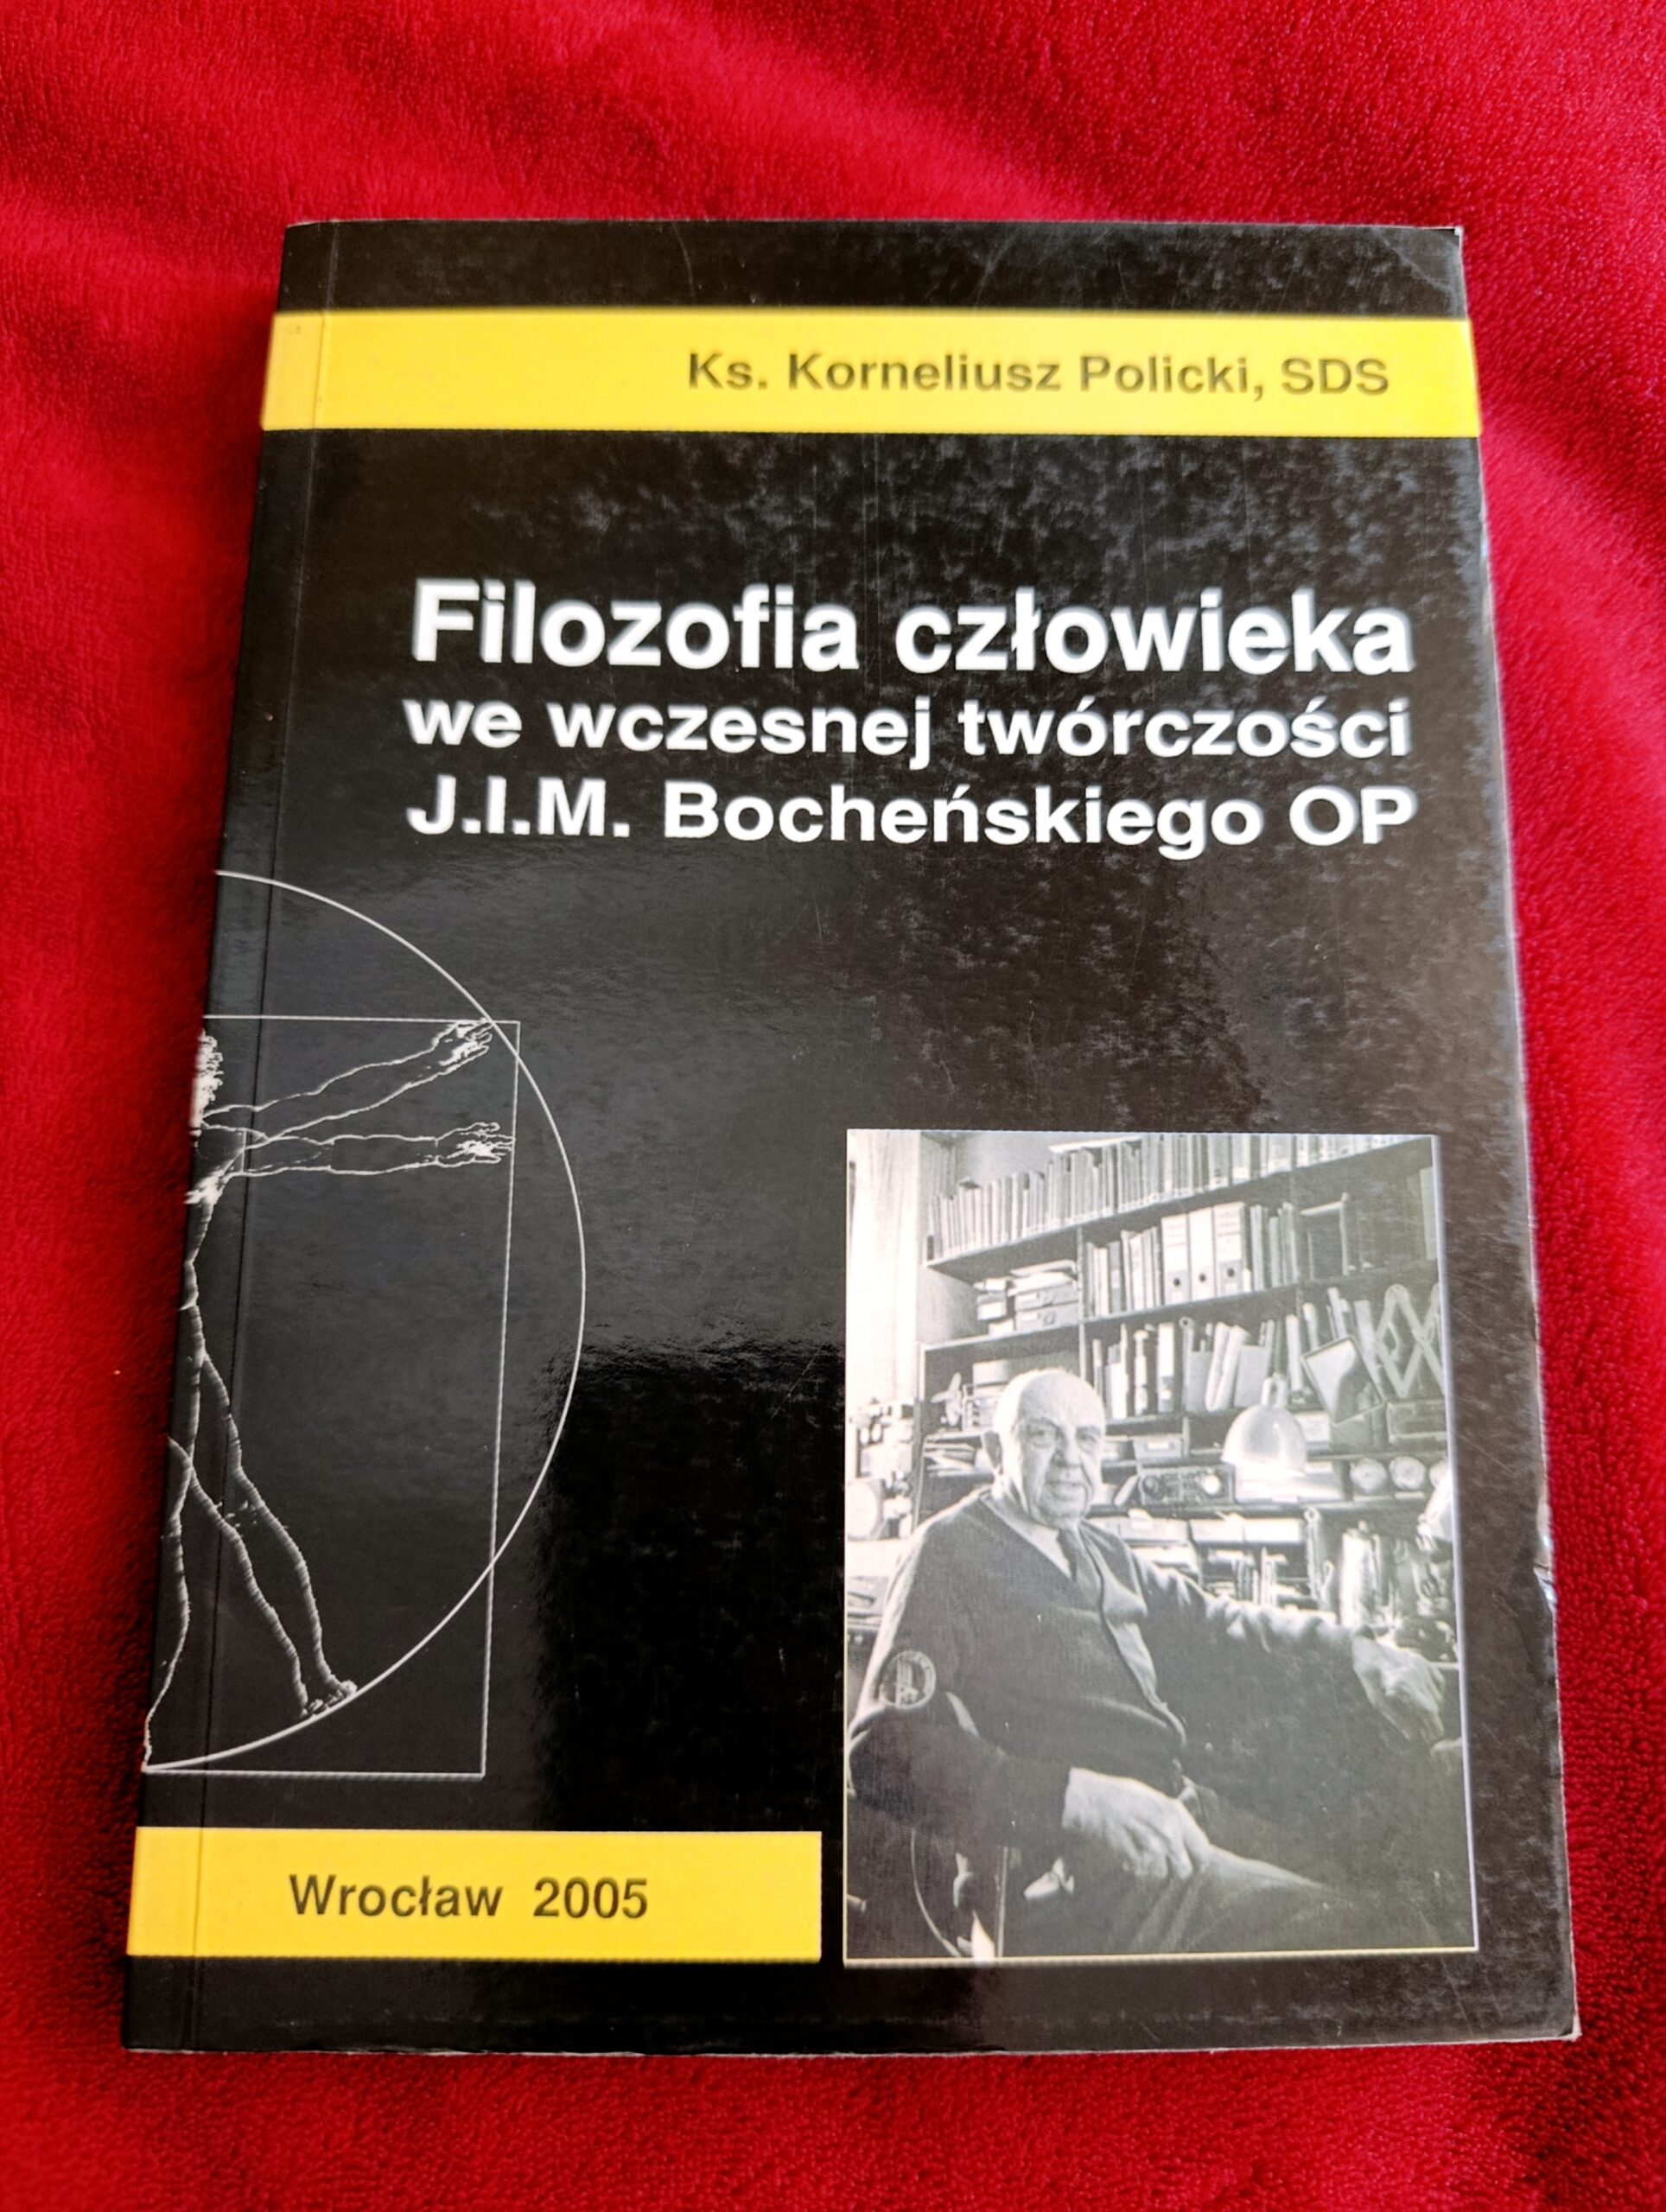 Ks. Korneliusz Policki, SDS
Filozofia człowieka
we wczesnej twórczości
J.I.M. Bocheńskiego OP
Wrocław 2005